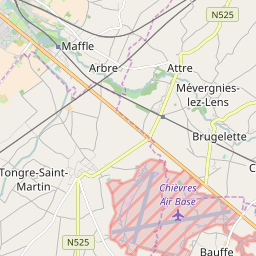 N525
Maffle
Arbre
Attre
Mévergnies-
lez-Lens
Brugelette
Tongre-Saint-
Martin
Chièvres
Air Base
C
N525
Bauffe